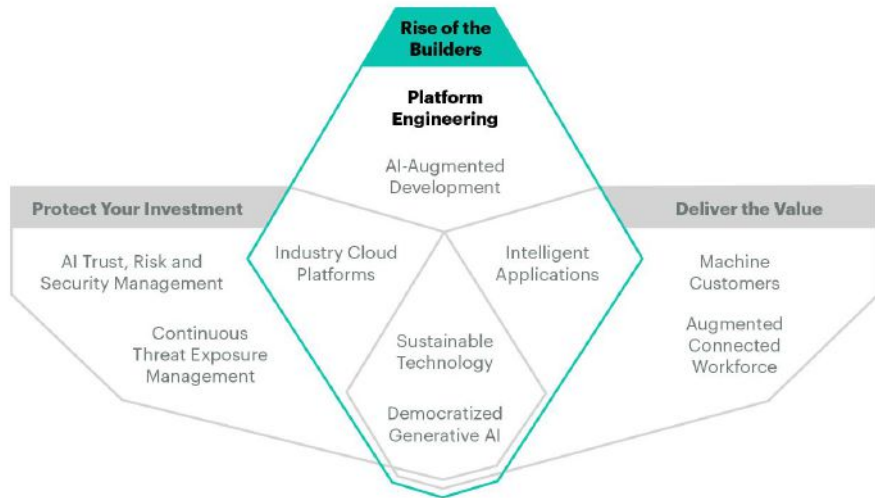 Rise of the
Builders
Platform
Engineering
AI-Augmented
Development
Protect Your Investment
AI Trust, Risk and
Security Management
Continuous
Threat Exposure
Management
Industry Cloud
Platforms
Sustainable
Technology
Democratized
Generative AI
Intelligent
Applications
Deliver the Value
Machine
Customers
Augmented
Connected
Workforce